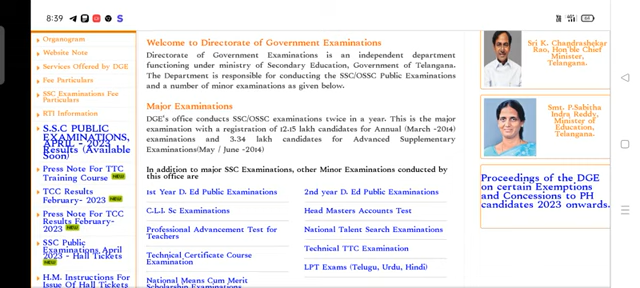 8:39
Organogram
Website Note
Services Offered by DGE
Fee Particulars
SSC Examinations Fee
Particulars
RTI Information
S.S.C PUBLIC
EXAMINATIONS,
APRIL - 2023
Results (Available
Soon)
Press Note For TTC
Training Course NEW
TCC Results
February- 2023 NEW
Press Note For TCC
Results February-
2023 NEW
SSC Public
Examinations April
2023 - Hall Tickets
NEW
H.M. Instructions For
Issue Of Hall Tickets
Welcome to Directorate of Government Examinations
Directorate of Government Examinations is an independent department
functioning under ministry of Secondary Education, Government of Telangana.
The Department is responsible for conducting the SSC/OSSC Public Examinations
and a number of minor examinations as given below.
Major Examinations
DGE's office conducts SSC/OSSC examinations twice in a year. This is the major
examination with a registration of 12.15 lakh candidates for Annual (March -2014)
examinations and 3.34 lakh candidates for Advanced Supplementary
Examinations(May / June -2014)
In addition to major SSC Examinations, other Minor Examinations conducted by
this office are
1st Year D. Ed Public Examinations
2nd year D. Ed Public Examinations
C.L.I. Sc Examinations
Head Masters Accounts Test
Professional Advancement Test for
Teachers
National Talent Search Examinations
Technical Certificate Course
Examination
Technical TTC Examination
LPT Exams (Telugu, Urdu, Hindi)
National Means Cum Merit
Scholarship Examinations
Sri K. Chandrashekar
Rao, Hon'ble Chief
Minister,
Telangana.
Smt. P.Sabitha
Indra Reddy,
Minister of
Education,
Telangana.
Proceedings of the DGE
on certain Exemptions
and Concessions to PH
candidates 2023 onwards.